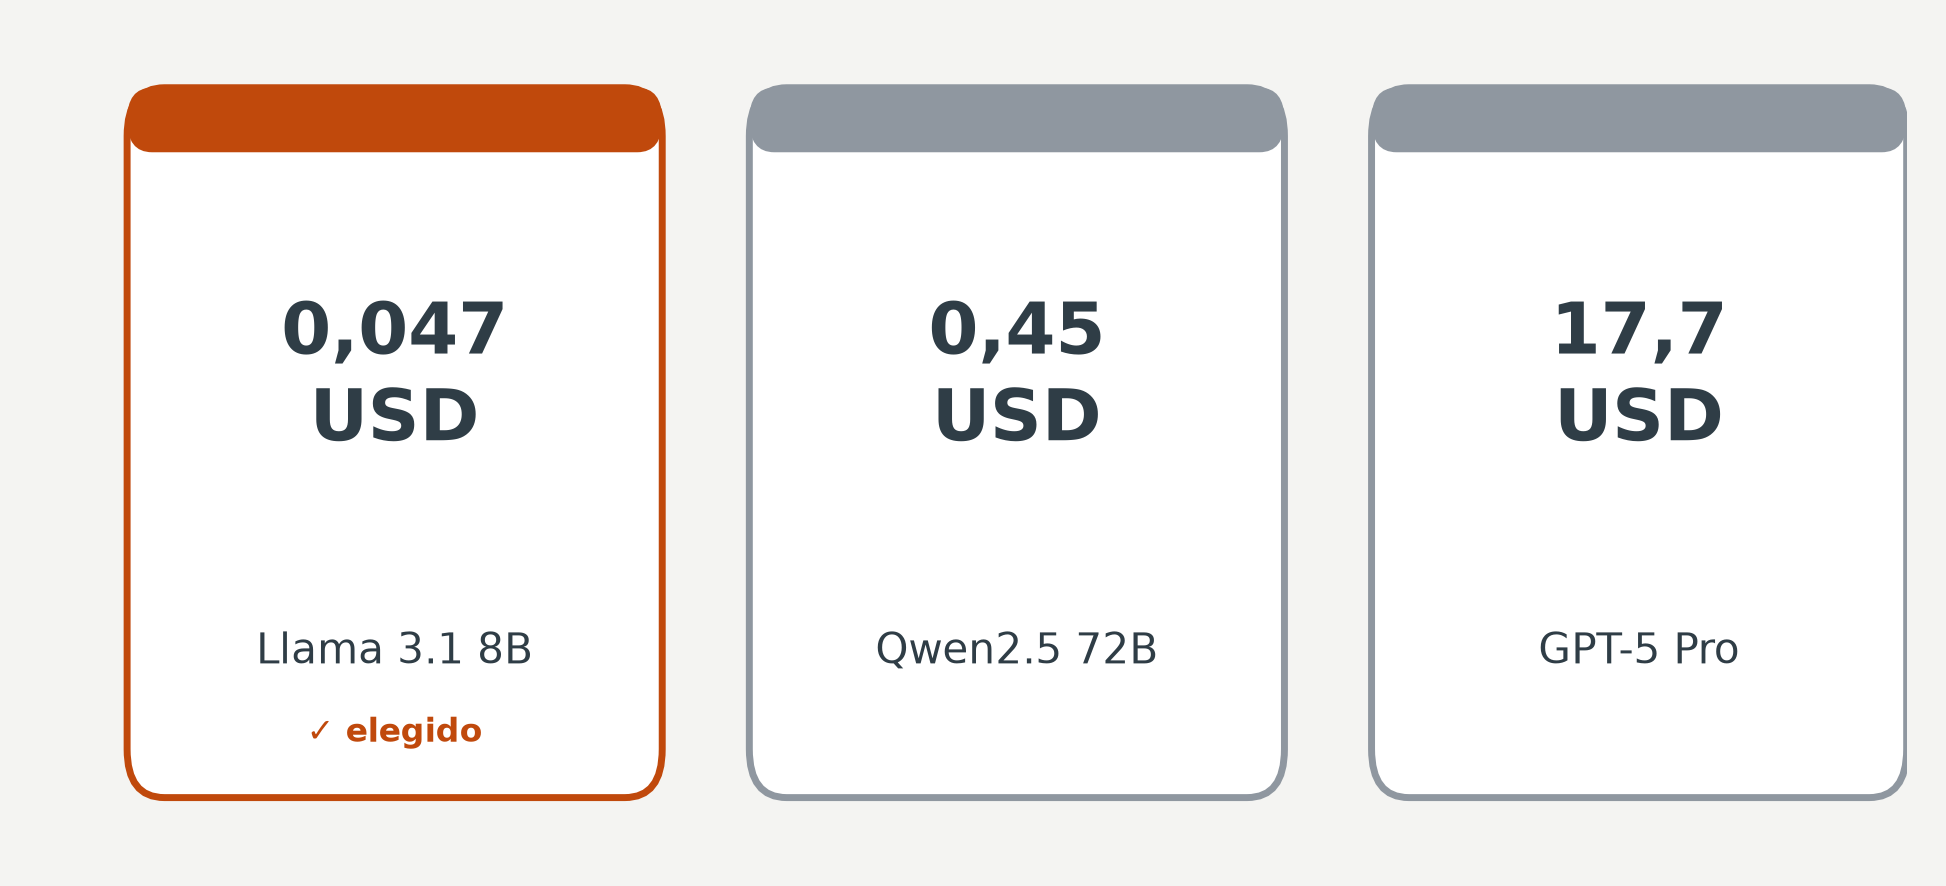 0,047
USD
Llama 3.1 8B
✓ elegido
0,45
USD
Qwen2.5 72B
17,7
USD
GPT-5 Pro